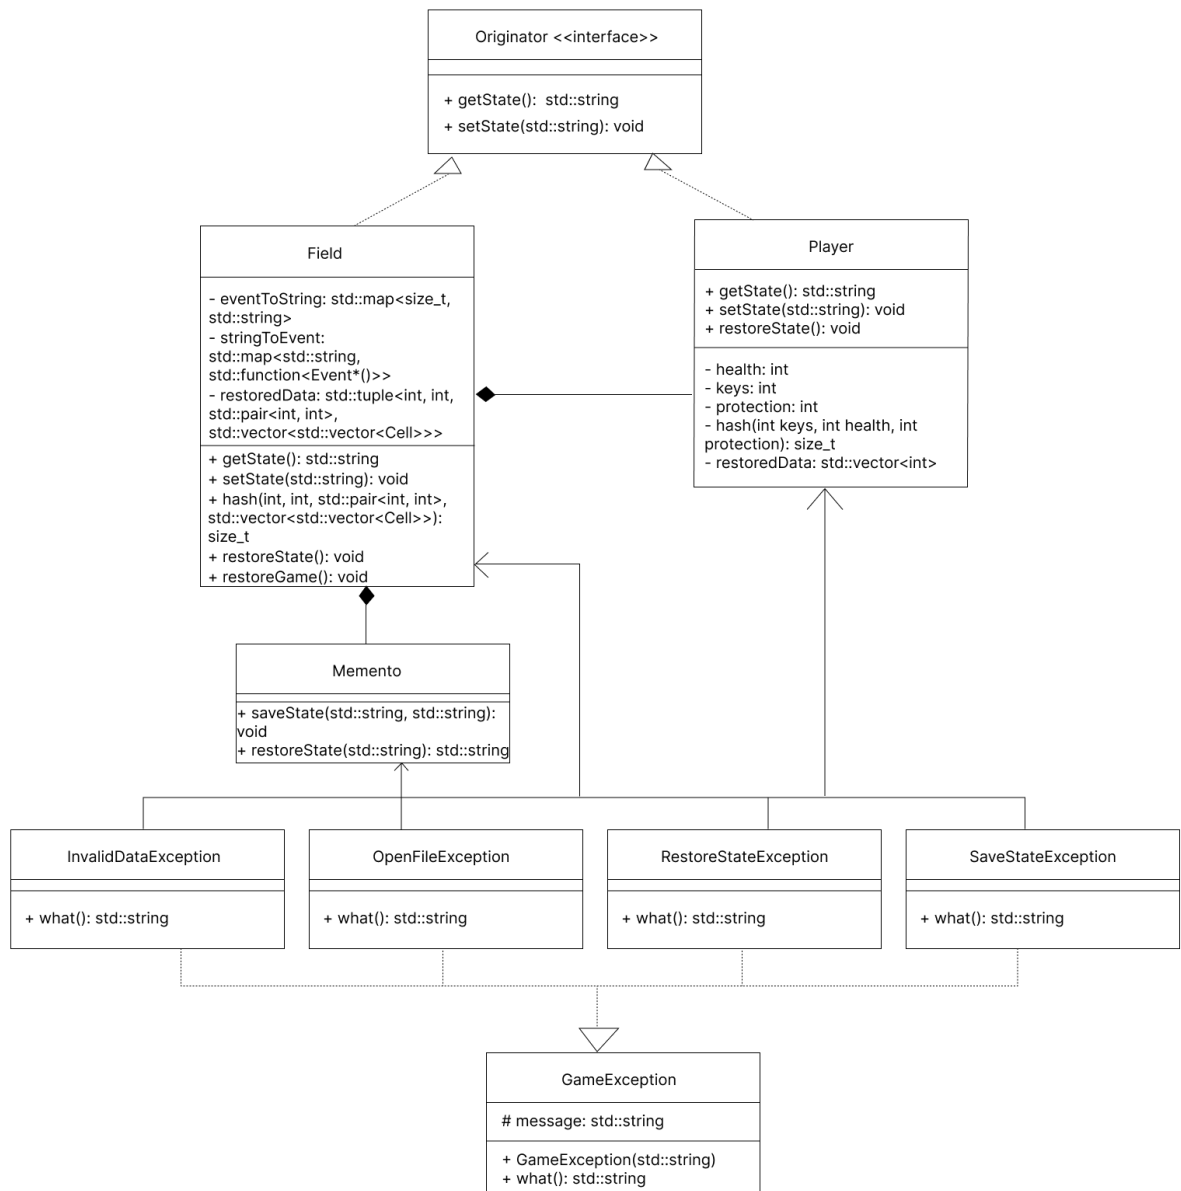 Originator <<interface>>
+ getState():  std::string
+ setState(std::string): void
Field
- eventToString: std::map<size_t,
std::string>
- stringToEvent:
std::map<std::string,
std::function<Event*()>>
- restoredData: std::tuple<int, int,
std::pair<int, int>,
std::vector<std::vector<Cell>>>
+ getState(): std::string
+ setState(std::string): void
+ hash(int, int, std::pair<int, int>,
std::vector<std::vector<Cell>>):
size_t
+ restoreState(): void
+ restoreGame(): void
Player
+ getState(): std::string
+ setState(std::string): void
+ restoreState(): void
- health: int
- keys: int
- protection: int
- hash(int keys, int health, int
protection): size_t
- restoredData: std::vector<int>
Memento
+ saveState(std::string, std::string):
void
+ restoreState(std::string): std::string
InvalidDataException
+ what(): std::string
OpenFileException
+ what(): std::string
RestoreStateException
+ what(): std::string
SaveStateException
+ what(): std::string
GameException
# message: std::string
+ GameException(std::string)
+ what(): std::string